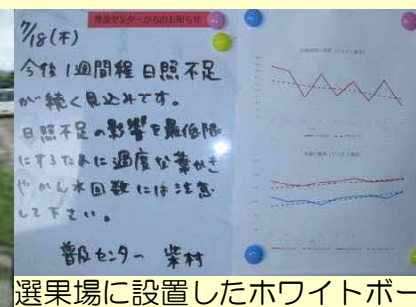 普及センターからのお知らせ
7/18(木)
今後1週間程日照不足
が続く見込みです。
日照不足の影響を最低限
にするために過度な葉かき
やかん水回数には注意
して下さい。
普及センター 柴村
選果場に設置したホワイトボー